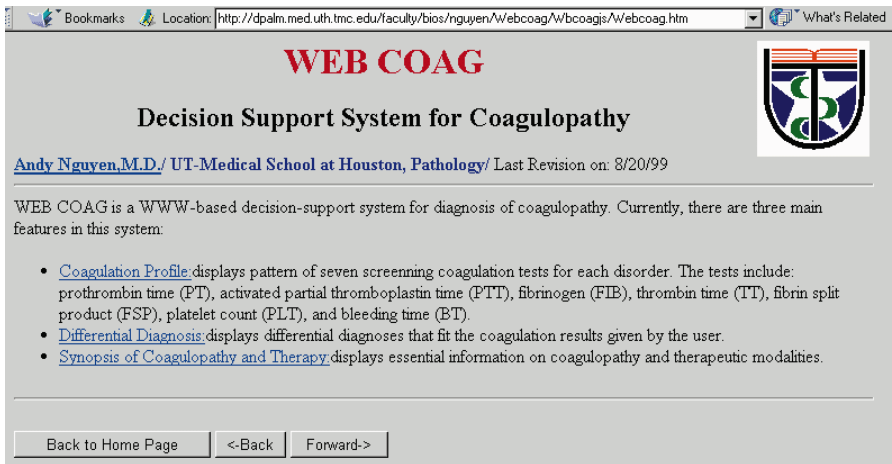 Bookmarks Location: http://dpalm.med.uth.tmc.edu/faculty/bios/nguyen/Webcoag/Wbcoagjs/Webcoag.htm What's Related
WEB COAG
Decision Support System for Coagulopathy
Andy Nguyen,M.D./ UT-Medical School at Houston, Pathology/ Last Revision on: 8/20/99
WEB COAG is a WWW-based decision-support system for diagnosis of coagulopathy. Currently, there are three main
features in this system:
• Coagulation Profile:displays pattern of seven screenning coagulation tests for each disorder. The tests include:
prothrombin time (PT), activated partial thromboplastin time (PTT), fibrinogen (FIB), thrombin time (TT), fibrin split
product (FSP), platelet count (PLT), and bleeding time (BT).
• Differential Diagnosis:displays differential diagnoses that fit the coagulation results given by the user.
• Synopsis of Coagulopathy and Therapy:displays essential information on coagulopathy and therapeutic modalities.
Back to Home Page <-Back Forward->